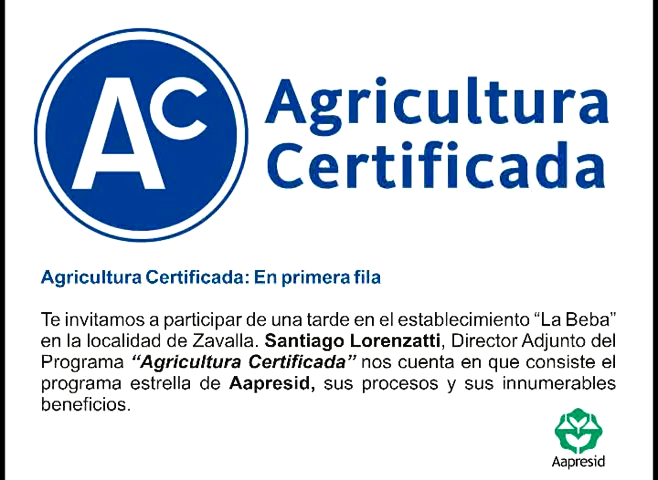 AC
Agricultura
Certificada
Agricultura Certificada: En primera fila
Te invitamos a participar de una tarde en el establecimiento “La Beba”
en la localidad de Zavalla. Santiago Lorenzatti, Director Adjunto del
Programa “Agricultura Certificada” nos cuenta en que consiste el
programa estrella de Aapresid, sus procesos y sus innumerables
beneficios.
Aapresid